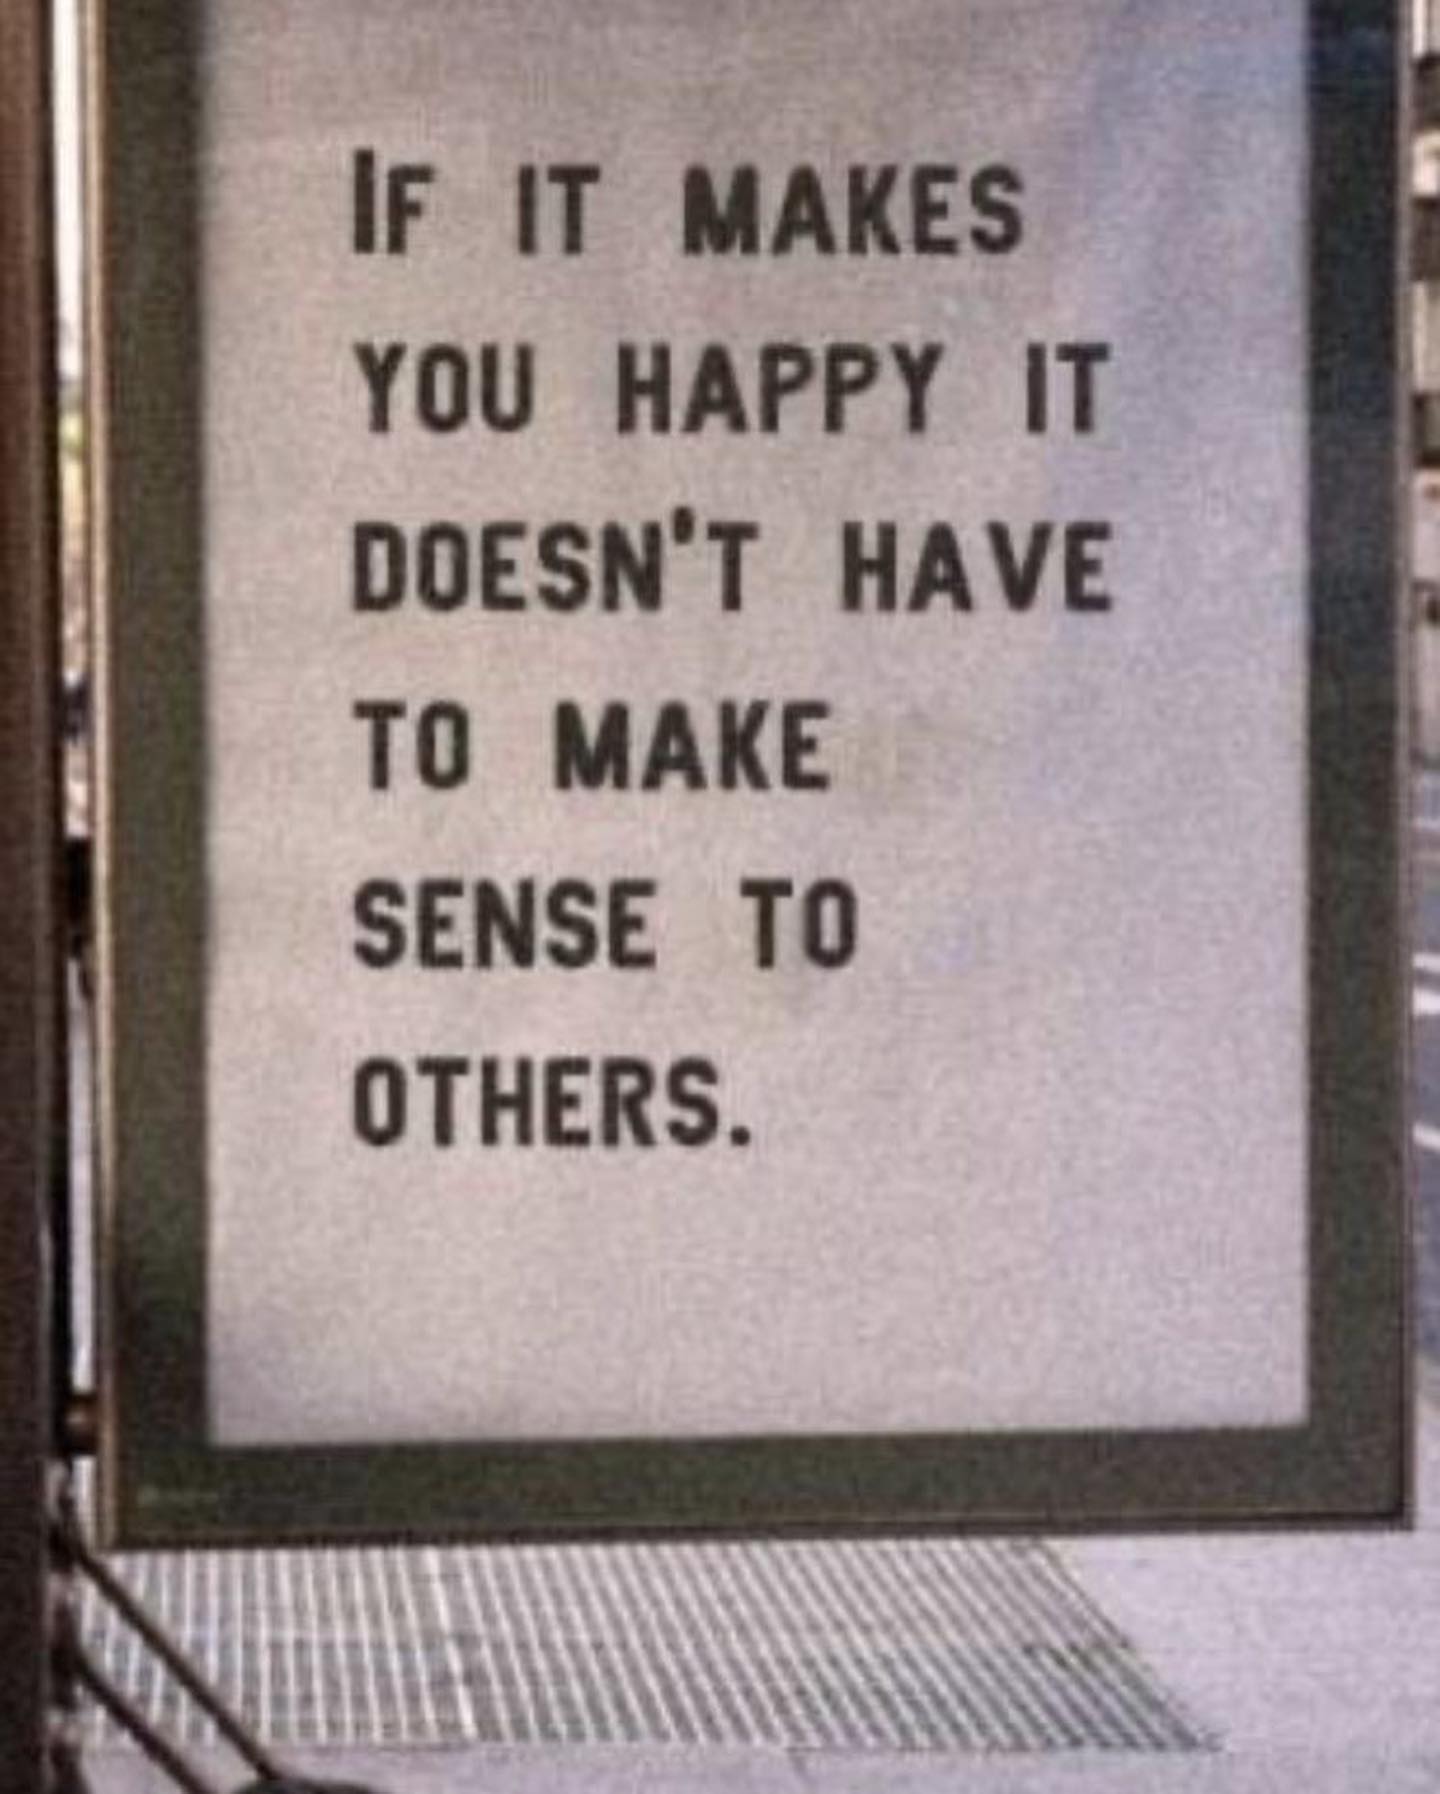 IF IT MAKES
YOU HAPPY IT
DOESN'T HAVE
TO MAKE
SENSE TO
OTHERS.